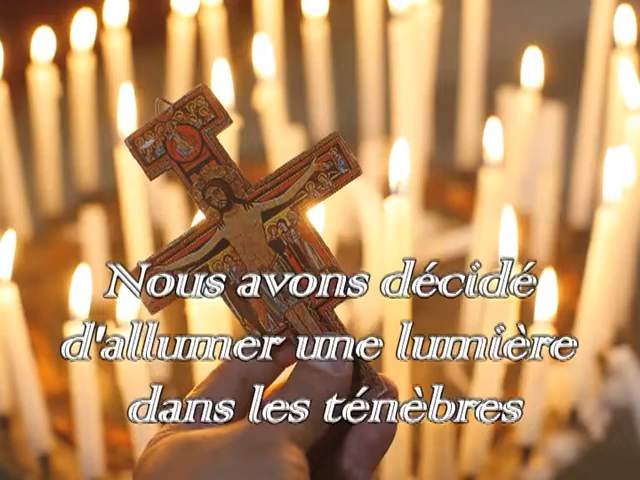 Nous avons décidé
d'allumer une lumière
dans les ténèbres